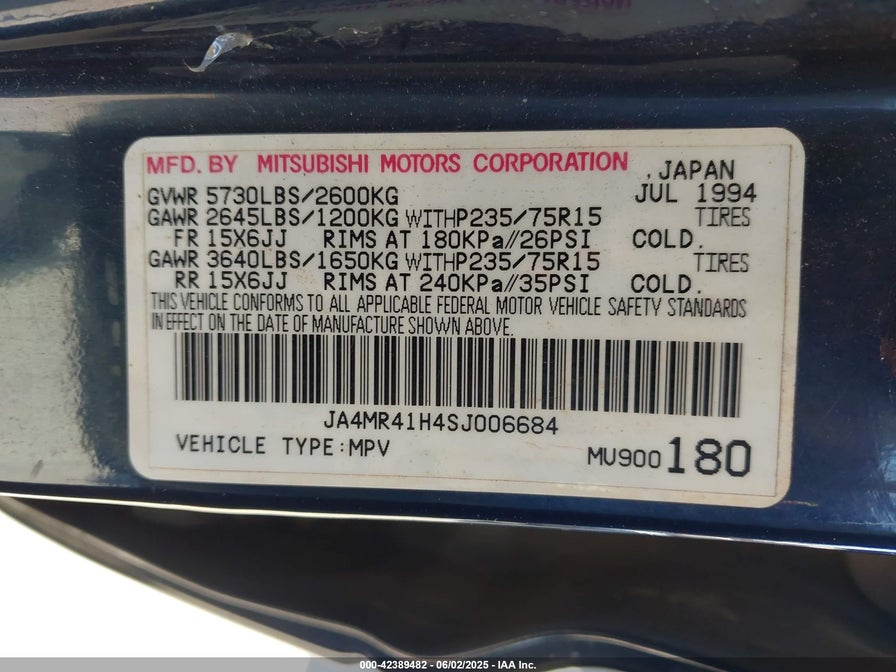 MFD. BY MITSUBISHI MOTORS CORPORATION , JAPAN
GVWR 5730LBS/2600KG JUL 1994
GAWR 2645LBS/1200KG WITHP235/75R15 TIRES
FR 15X6JJ RIMS AT 180KPa//26PSI COLD.
GAWR 3640LBS/1650KG WITHP235/75R15 TIRES
RR 15X6JJ RIMS AT 240KPa//35PSI COLD.
THIS VEHICLE CONFORMS TO ALL APPLICABLE FEDERAL MOTOR VEHICLE SAFETY STANDARDS
IN EFFECT ON THE DATE OF MANUFACTURE SHOWN ABOVE.
JA4MR41H4SJ006684
VEHICLE TYPE:MPV MU900 180
000-42389482 - 06/02/2025 - IAA Inc.